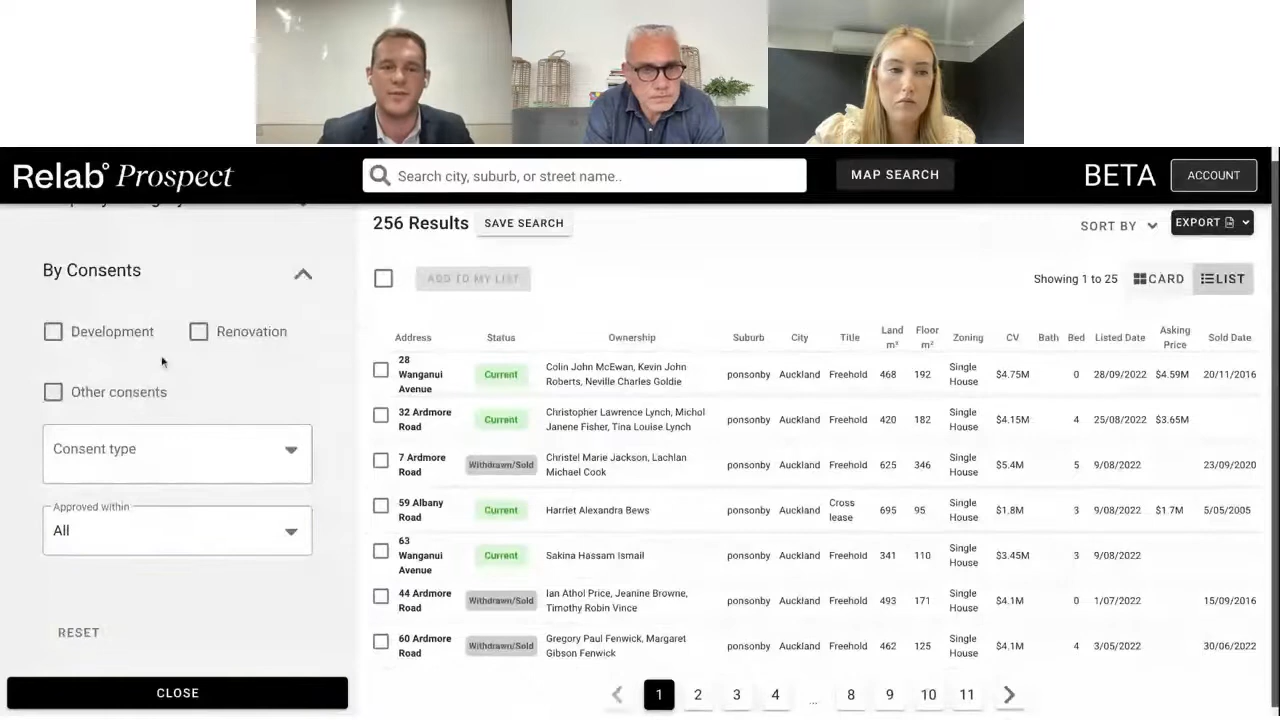 Relab° Prospect
Search city, suburb, or street name..
MAP SEARCH
BETA
ACCOUNT
256 Results
SAVE SEARCH
SORT BY
EXPORT
By Consents
ADD TO MY LIST
Showing 1 to 25
CARD
LIST
Development
Renovation
Other consents
Consent type
Approved within
All
RESET
CLOSE
Address Status Ownership Suburb City Title Land m² Floor m² Zoning CV Bath Bed Listed Date Asking Price Sold Date
28 Wanganui Avenue Current Colin John McEwan, Kevin John Roberts, Neville Charles Goldie ponsonby Auckland Freehold 468 192 Single House $4.75M 0 28/09/2022 $4.59M 20/11/2016
32 Ardmore Road Current Christopher Lawrence Lynch, Michol Janene Fisher, Tina Louise Lynch ponsonby Auckland Freehold 420 182 Single House $4.15M 4 25/08/2022 $3.65M
7 Ardmore Road Withdrawn/Sold Christel Marie Jackson, Lachlan Michael Cook ponsonby Auckland Freehold 625 346 Single House $5.4M 5 9/08/2022 23/09/2020
59 Albany Road Current Harriet Alexandra Bews ponsonby Auckland Cross lease 695 95 Single House $1.8M 3 9/08/2022 $1.7M 5/05/2005
63 Wanganui Avenue Current Sakina Hassam Ismail ponsonby Auckland Freehold 341 110 Single House $3.45M 3 9/08/2022
44 Ardmore Road Withdrawn/Sold Ian Athol Price, Jeanine Browne, Timothy Robin Vince ponsonby Auckland Freehold 493 171 Single House $4.1M 0 1/07/2022 15/09/2016
60 Ardmore Road Withdrawn/Sold Gregory Paul Fenwick, Margaret Gibson Fenwick ponsonby Auckland Freehold 462 125 Single House $4.1M 4 3/05/2022 30/06/2022
1 2 3 4 ... 8 9 10 11